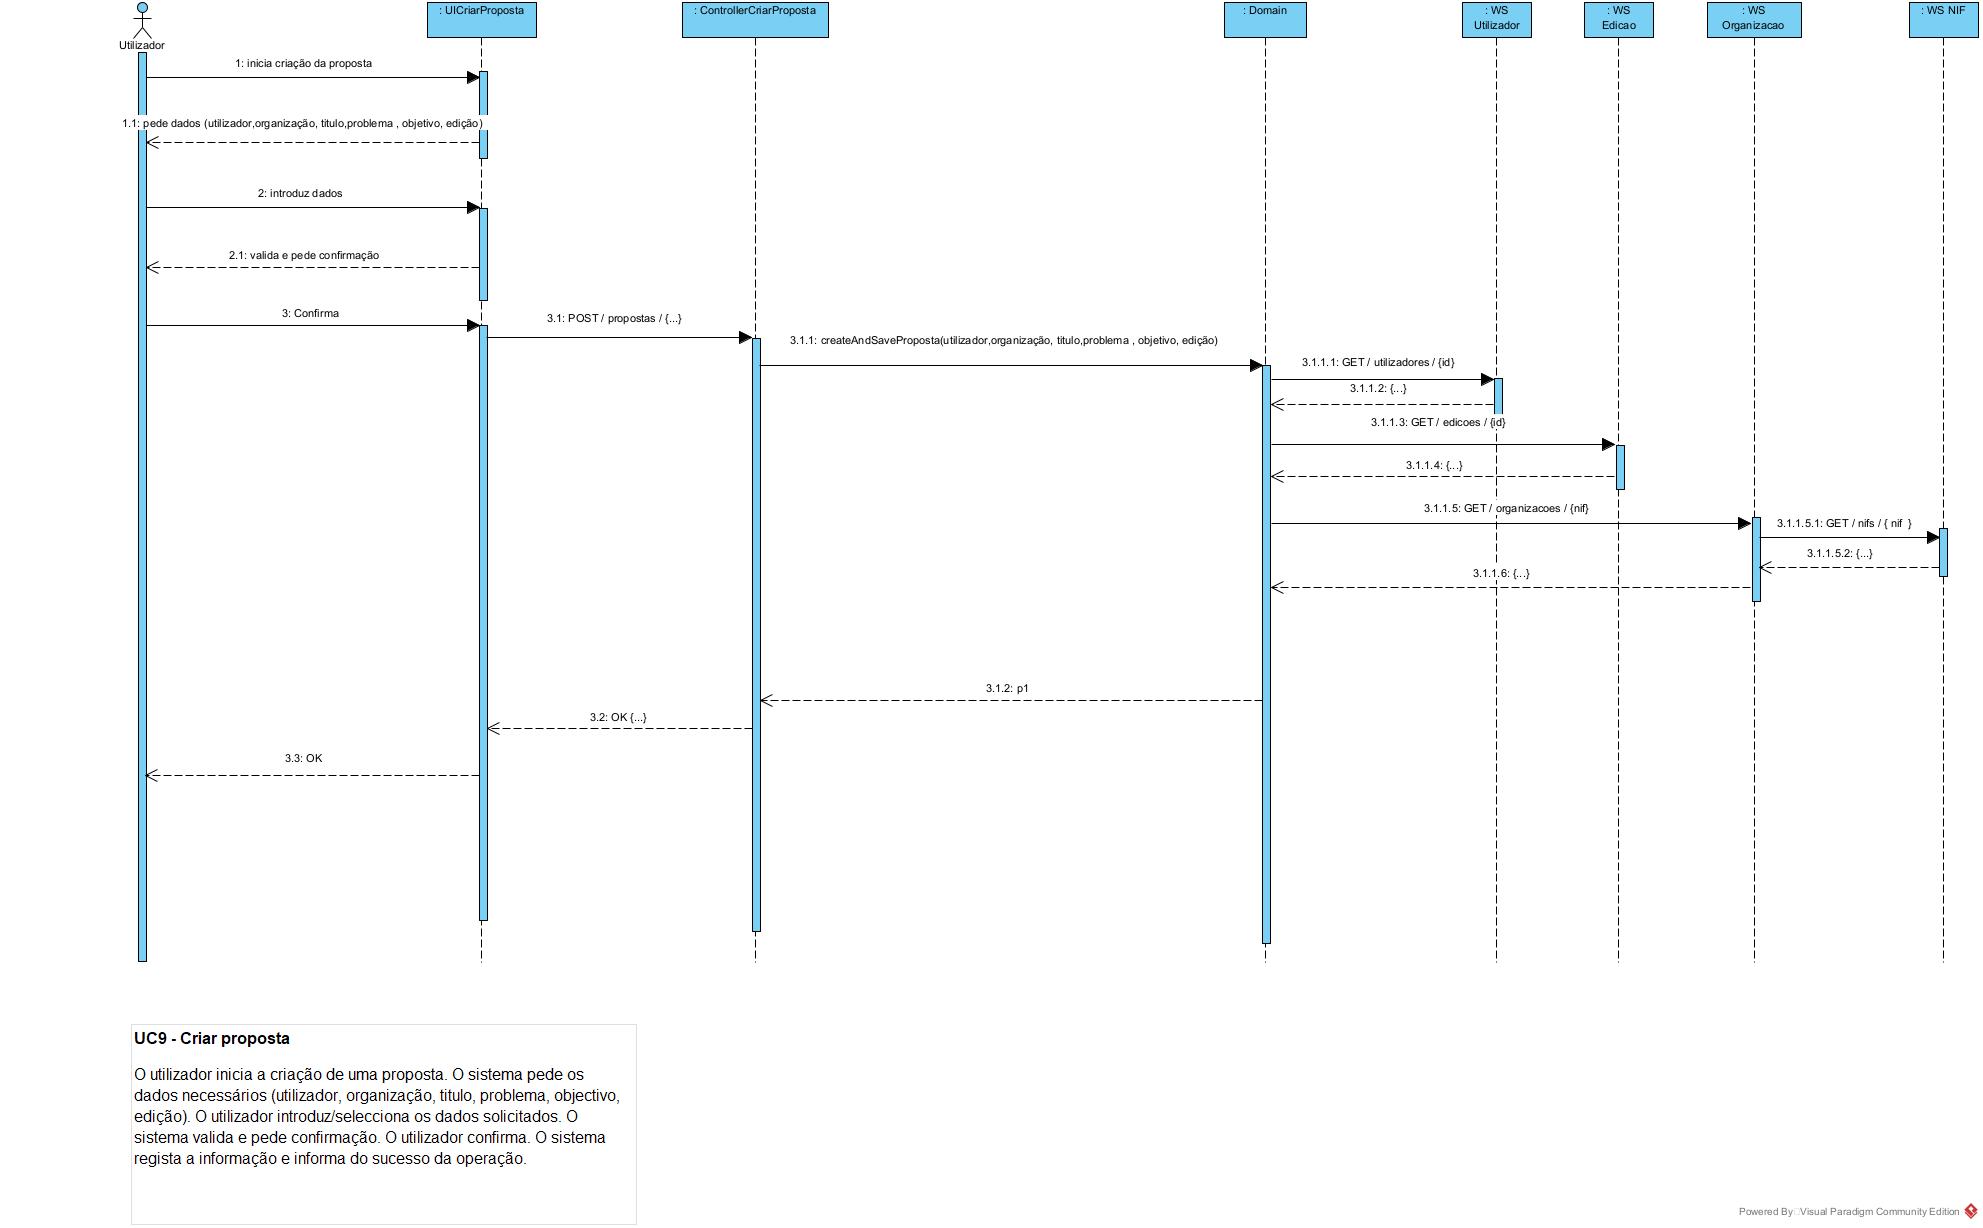 : UICriarProposta
: ControllerCriarProposta
: Domain
: WS
Utilizador
: WS
Edicao
: WS
Organizacao
: WS NIF
Utilizador
1: inicia criação da proposta
1.1: pede dados (utilizador,organização, titulo,problema , objetivo, edição)
2: introduz dados
2.1: valida e pede confirmação
3: Confirma
3.1: POST / propostas / {...}
3.1.1: createAndSaveProposta(utilizador,organização, titulo,problema , objetivo, edição)
3.1.1.1: GET / utilizadores / {id}
3.1.1.2: {...}
3.1.1.3: GET / edicoes / {id}
3.1.1.4: {...}
3.1.1.5: GET / organizacoes / {nif}
3.1.1.5.1: GET / nifs / { nif }
3.1.1.5.2: {...}
3.1.1.6: {...}
3.1.2: p1
3.2: OK {...}
3.3: OK
UC9 - Criar proposta
O utilizador inicia a criação de uma proposta. O sistema pede os
dados necessários (utilizador, organização, titulo, problema, objectivo,
edição). O utilizador introduz/selecciona os dados solicitados. O
sistema valida e pede confirmação. O utilizador confirma. O sistema
regista a informação e informa do sucesso da operação.
Powered By Visual Paradigm Community Edition